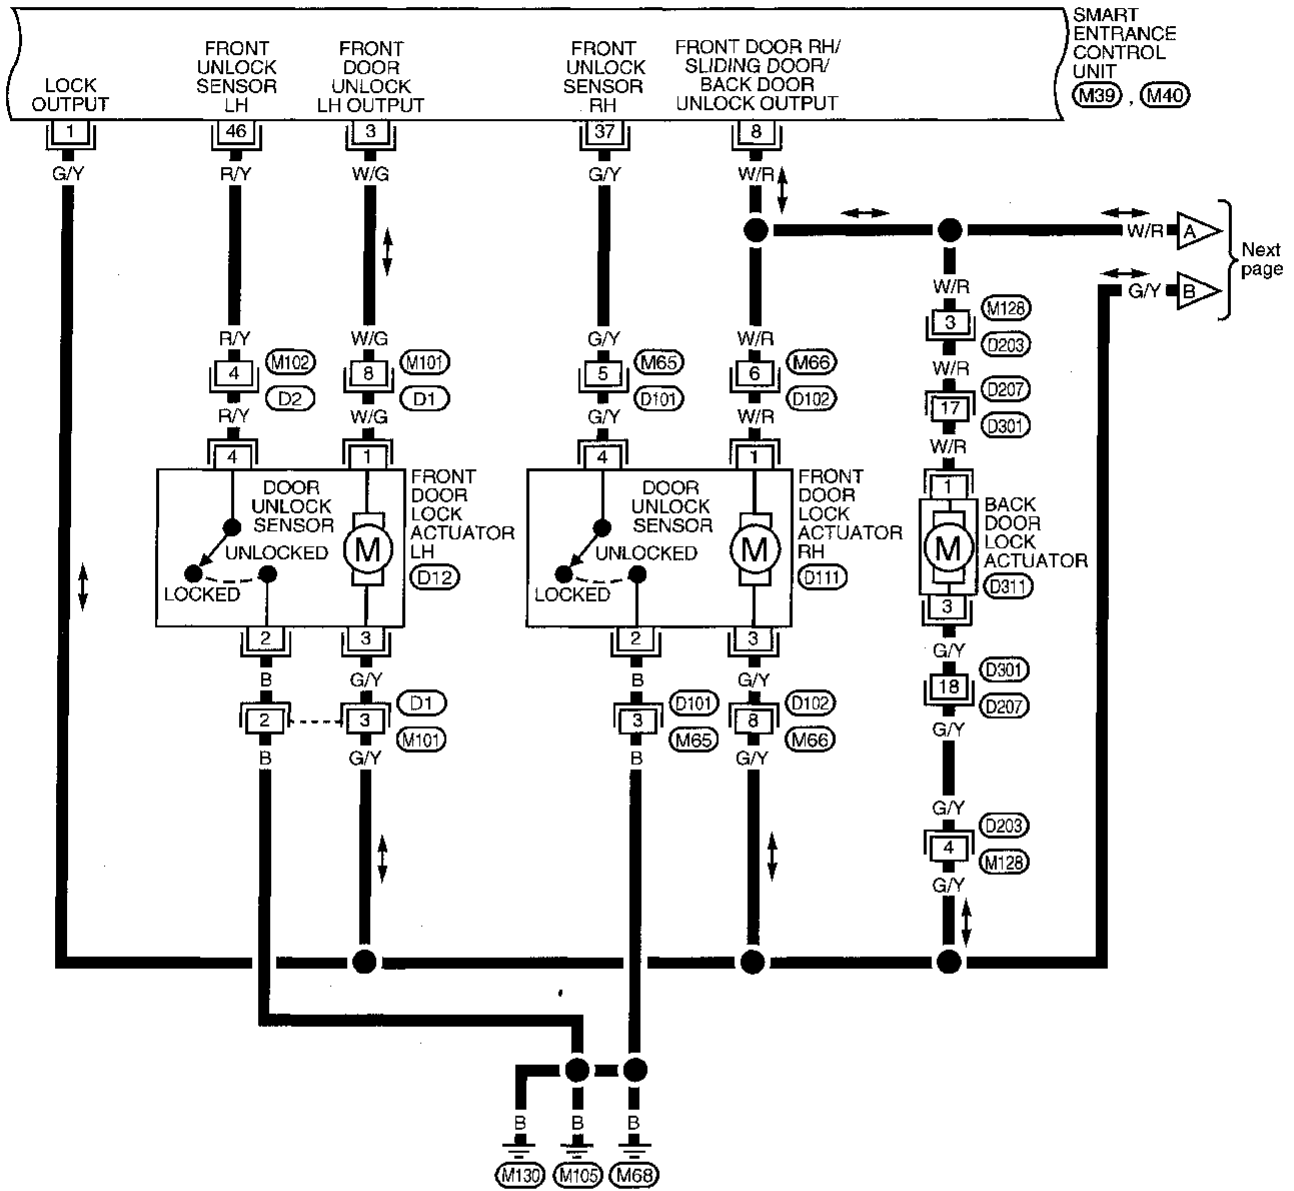 SMART
ENTRANCE
CONTROL
UNIT
M39 , M40
LOCK
OUTPUT
FRONT
UNLOCK
SENSOR
LH
FRONT
DOOR
UNLOCK
LH OUTPUT
FRONT
UNLOCK
SENSOR
RH
FRONT DOOR RH/
SLIDING DOOR/
BACK DOOR
UNLOCK OUTPUT
1 46 3 37 8
G/Y R/Y W/G G/Y W/R
W/R A
G/Y B
Next
page
W/R
3 M128
D203
W/R
17 D207
D301
W/R
R/Y W/G G/Y W/R
4 M102 8 M101 5 M65 6 M66
D2 D1 D101 D102
R/Y W/G G/Y W/R
4 1 4 1 1
DOOR
UNLOCK
SENSOR
UNLOCKED
LOCKED
M
FRONT
DOOR
LOCK
ACTUATOR
LH
D12
DOOR
UNLOCK
SENSOR
UNLOCKED
LOCKED
M
FRONT
DOOR
LOCK
ACTUATOR
RH
D111
M
BACK
DOOR
LOCK
ACTUATOR
D311
2 3 2 3 3
B G/Y B G/Y G/Y
2 3 D1 3 D101 8 D102 18 D301
M101 M65 M66 D207
B G/Y B G/Y G/Y
G/Y
4 D203
M128
G/Y
B B B
M130 M105 M68